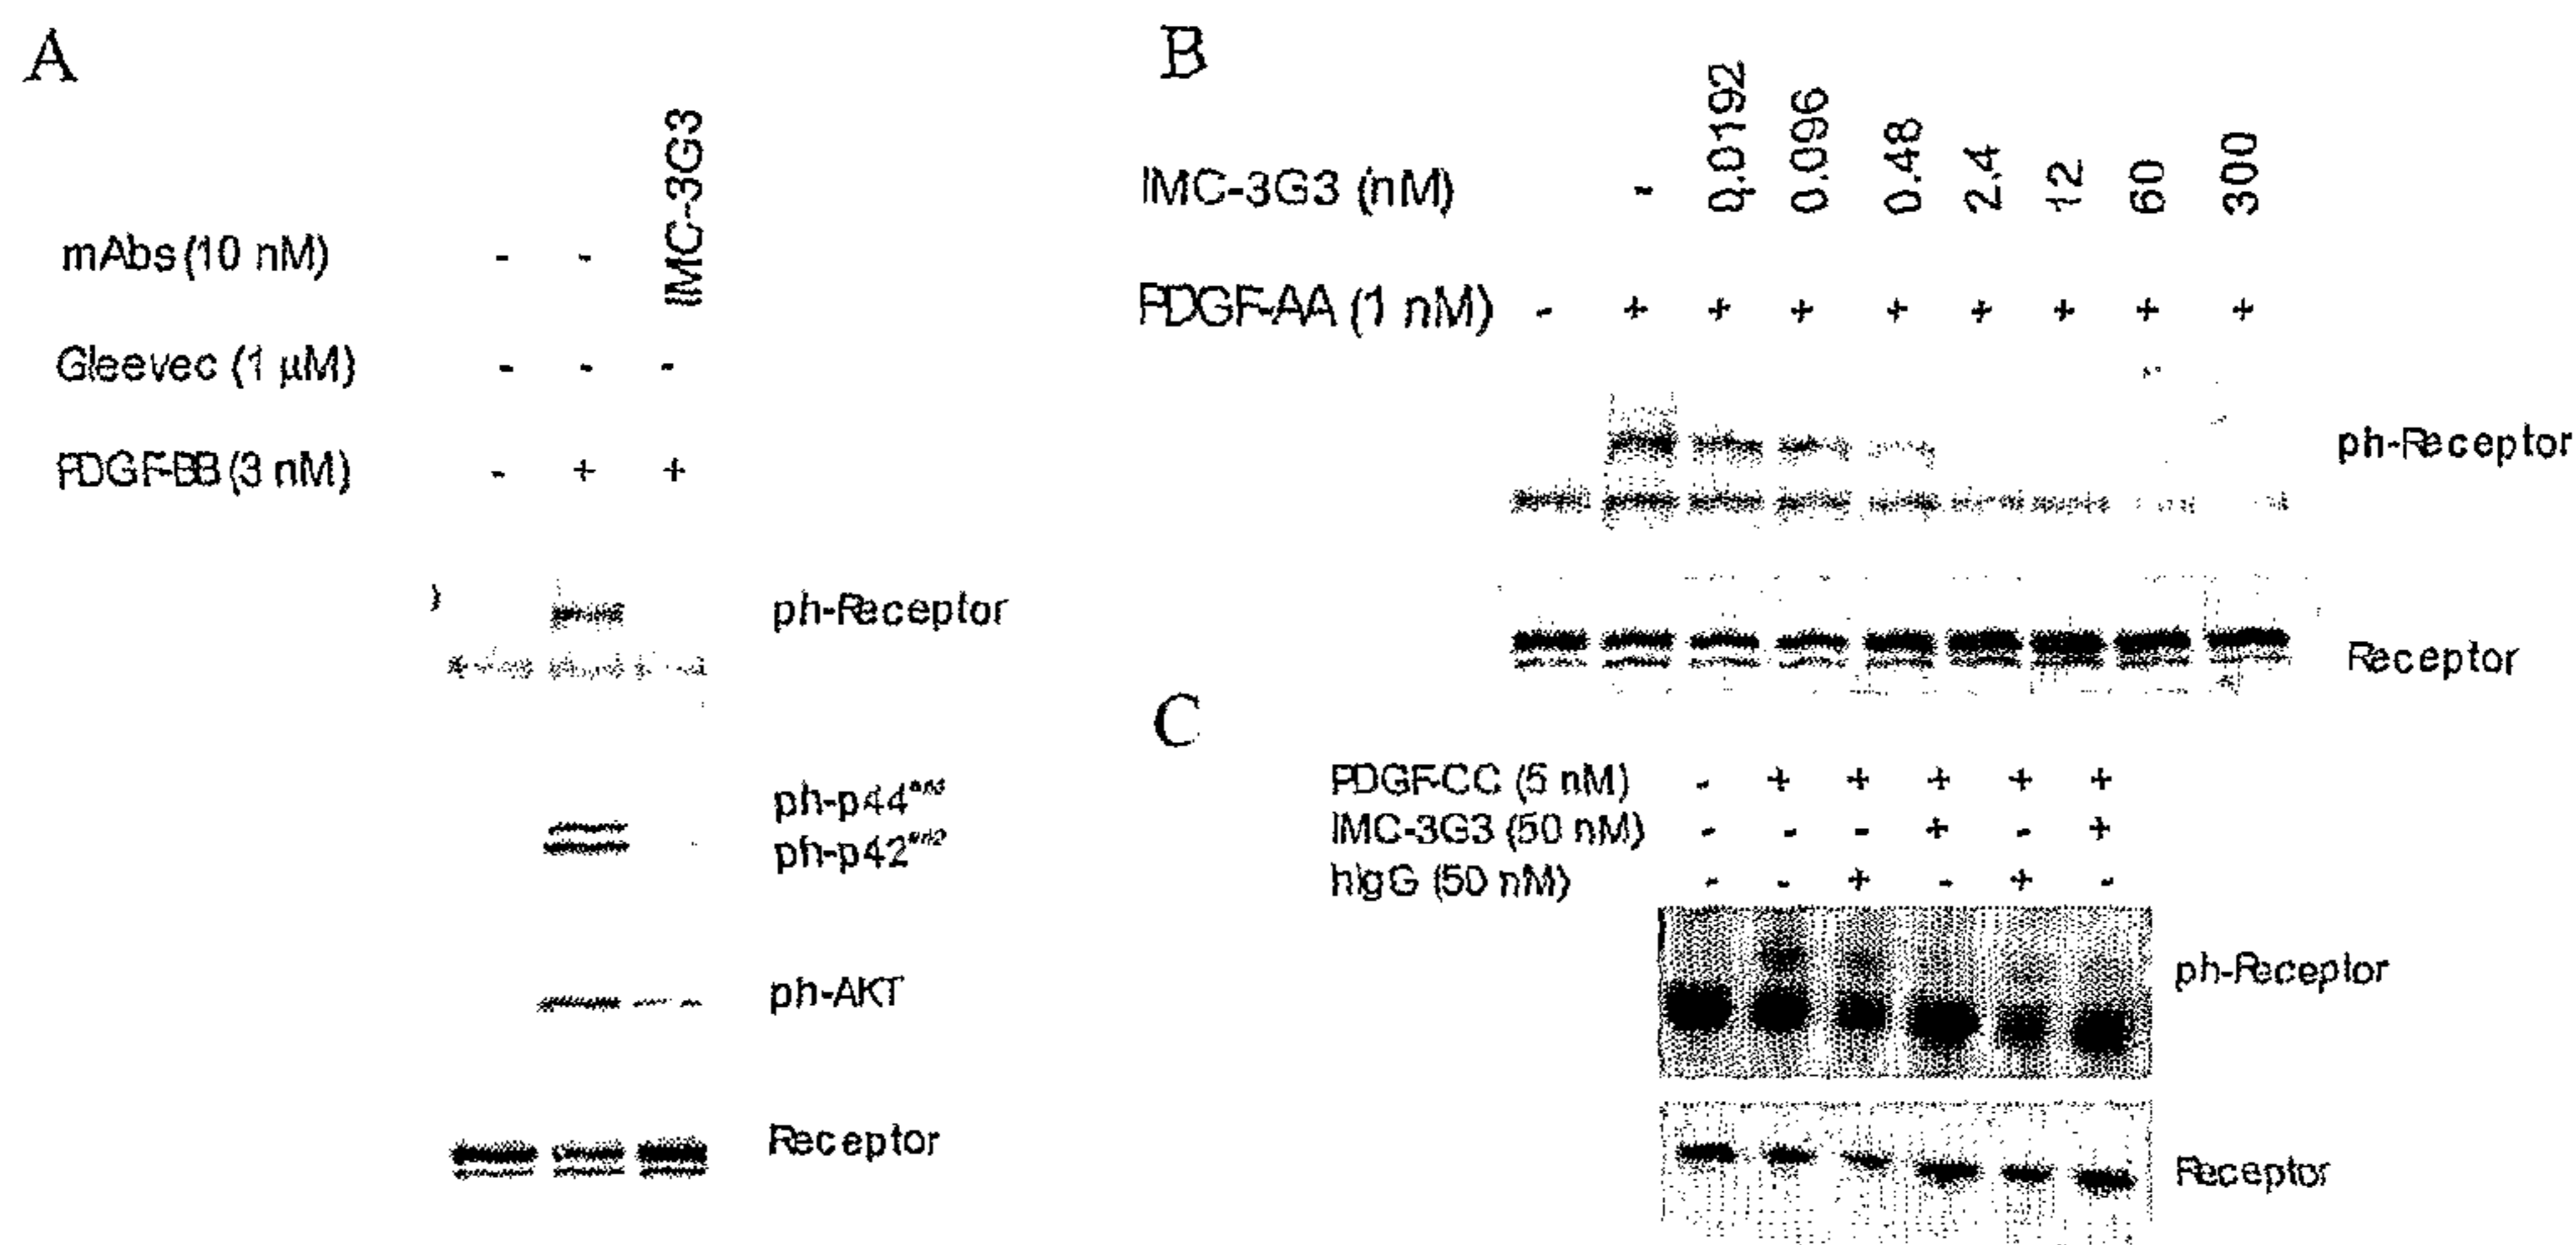 A
IMC-3G3
mAbs (10 nM) - -
Gleevec (1 µM) - - -
PDGF-BB (3 nM) - + +
ph-Receptor
ph-p44
ph-p42
ph-AKT
Receptor
B
IMC-3G3 (nM) - 0.0192 0.096 0.48 2.4 12 60 300
PDGF-AA (1 nM) - + + + + + + + +
ph-Receptor
Receptor
C
PDGF-CC (5 nM) - + + + + +
IMC-3G3 (50 nM) - - - + - +
hIgG (50 nM) - - + - + -
ph-Receptor
Receptor